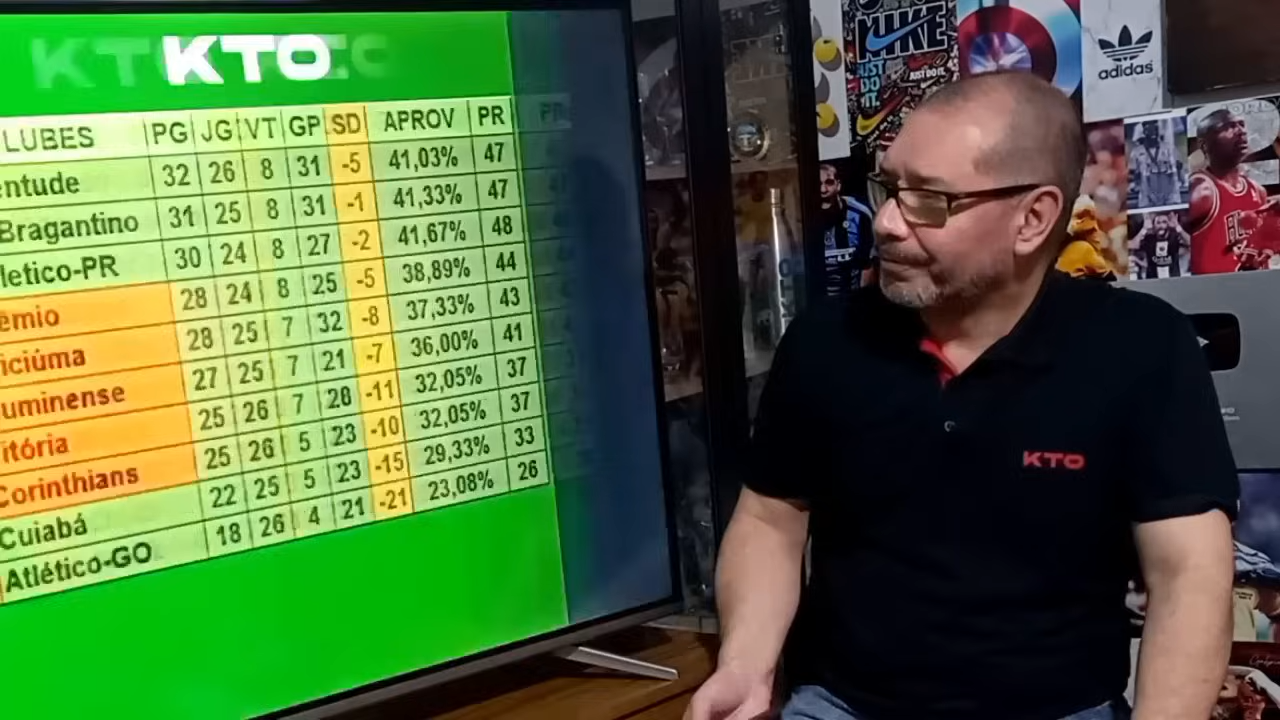 KTO
LUBES PG JG VT GP SD APROV PR
entude 32 26 8 31 -5 41,03% 47
Bragantino 31 25 8 31 -1 41,33% 47
letico-PR 30 24 8 27 -2 41,67% 48
êmio 28 24 8 25 -5 38,89% 44
iciúma 28 25 7 32 -8 37,33% 43
uminense 27 25 7 21 -7 36,00% 41
itória 25 26 7 28 -11 32,05% 37
Corinthians 25 26 5 23 -10 32,05% 37
Cuiabá 22 25 5 23 -15 29,33% 33
Atlético-GO 18 26 4 21 -21 23,08% 26
NIKE
JUST DO IT.
JUST DO IT.
adidas
KTO